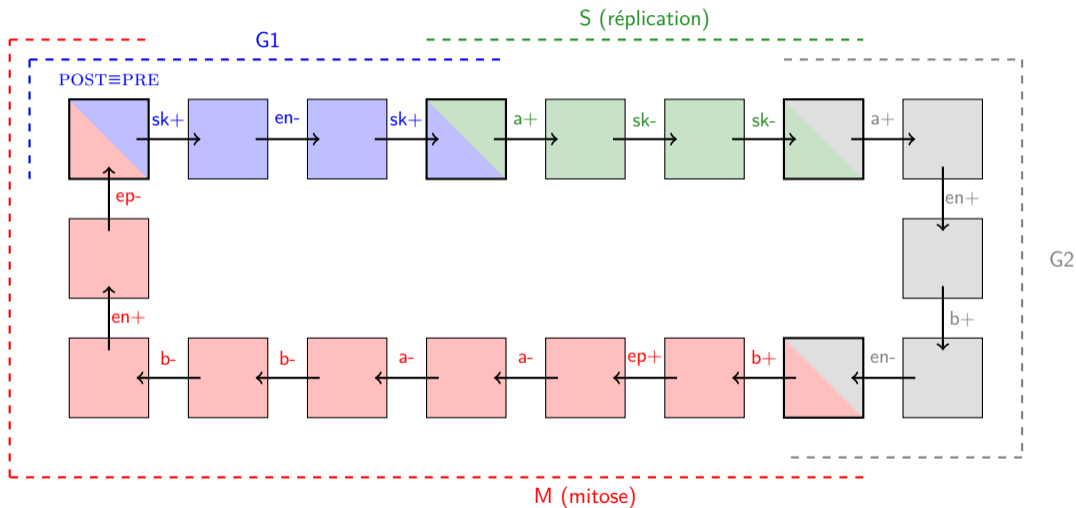 S (réplication)
G1
POST≡PRE
sk+
en-
sk+
a+
sk-
sk-
a+
ep-
en+
G2
en+
b+
b-
b-
a-
a-
ep+
b+
en-
M (mitose)